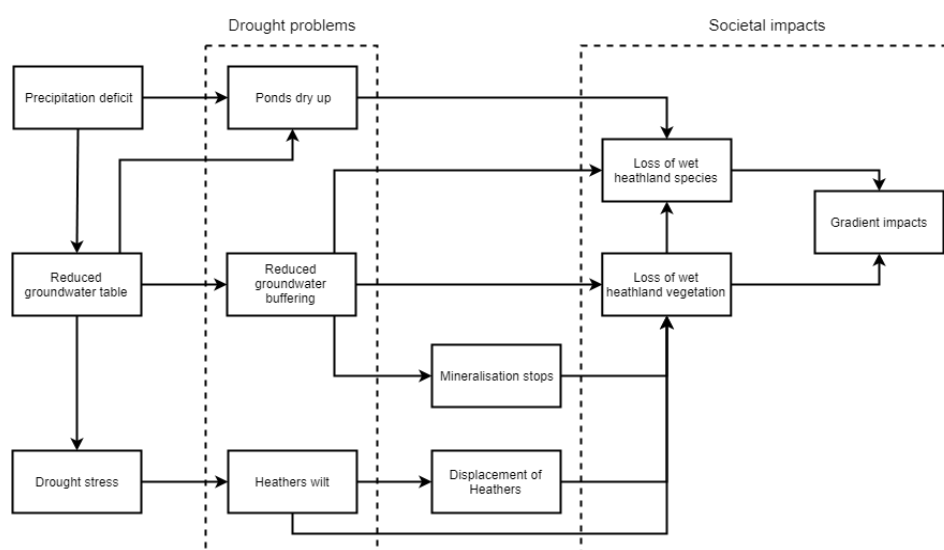 Drought problems
Societal impacts
Precipitation deficit
Ponds dry up
Loss of wet
heathland species
Gradient impacts
Reduced
groundwater table
Reduced
groundwater
buffering
Loss of wet
heathland vegetation
Mineralisation stops
Drought stress
Heathers wilt
Displacement of
Heathers